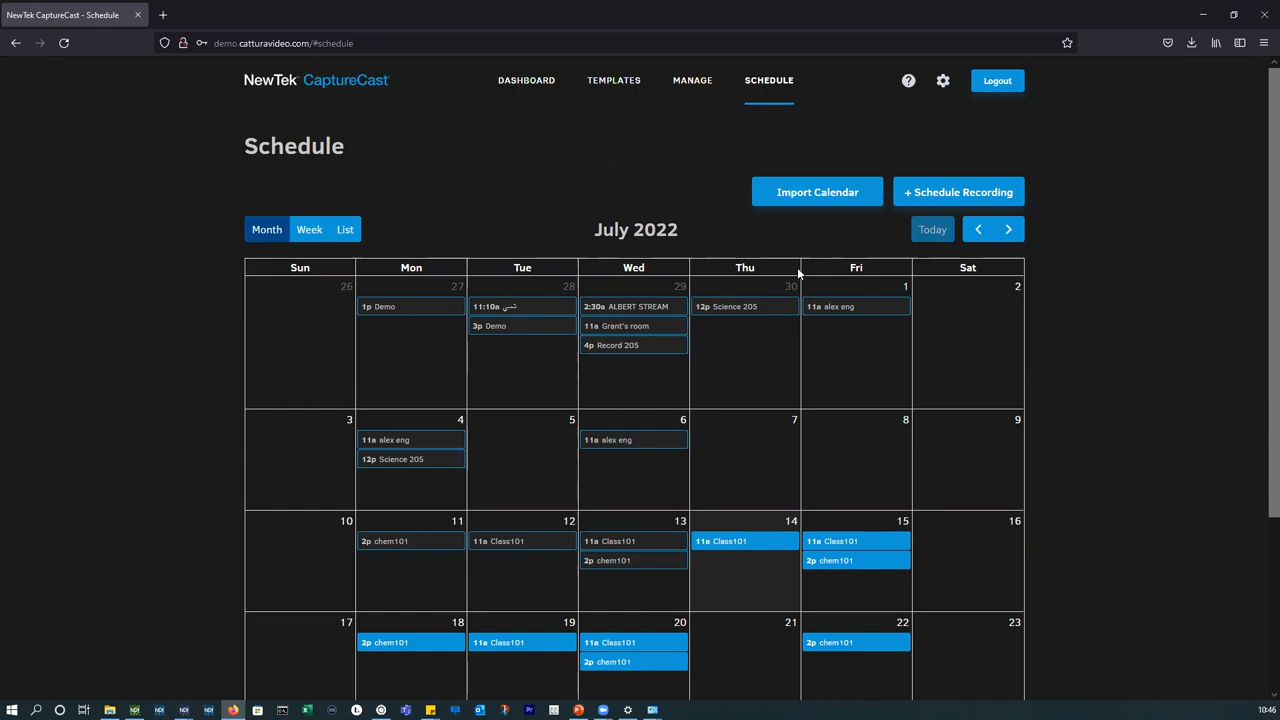 NewTek CaptureCast - Schedule
demo.catturavideo.com/#schedule
NewTek CaptureCast
DASHBOARD
TEMPLATES
MANAGE
SCHEDULE
Logout
Schedule
Import Calendar
+ Schedule Recording
Month
Week
List
July 2022
Today
Sun
Mon
Tue
Wed
Thu
Fri
Sat
26
27
28
29
30
1
2
1p Demo
11:10a شسي
2:30a ALBERT STREAM
12p Science 205
11a alex eng
3p Demo
11a Grant's room
4p Record 205
3
4
5
6
7
8
9
11a alex eng
11a alex eng
12p Science 205
10
11
12
13
14
15
16
2p chem101
11a Class101
11a Class101
11a Class101
11a Class101
2p chem101
2p chem101
17
18
19
20
21
22
23
2p chem101
11a Class101
11a Class101
2p chem101
2p chem101
10:46